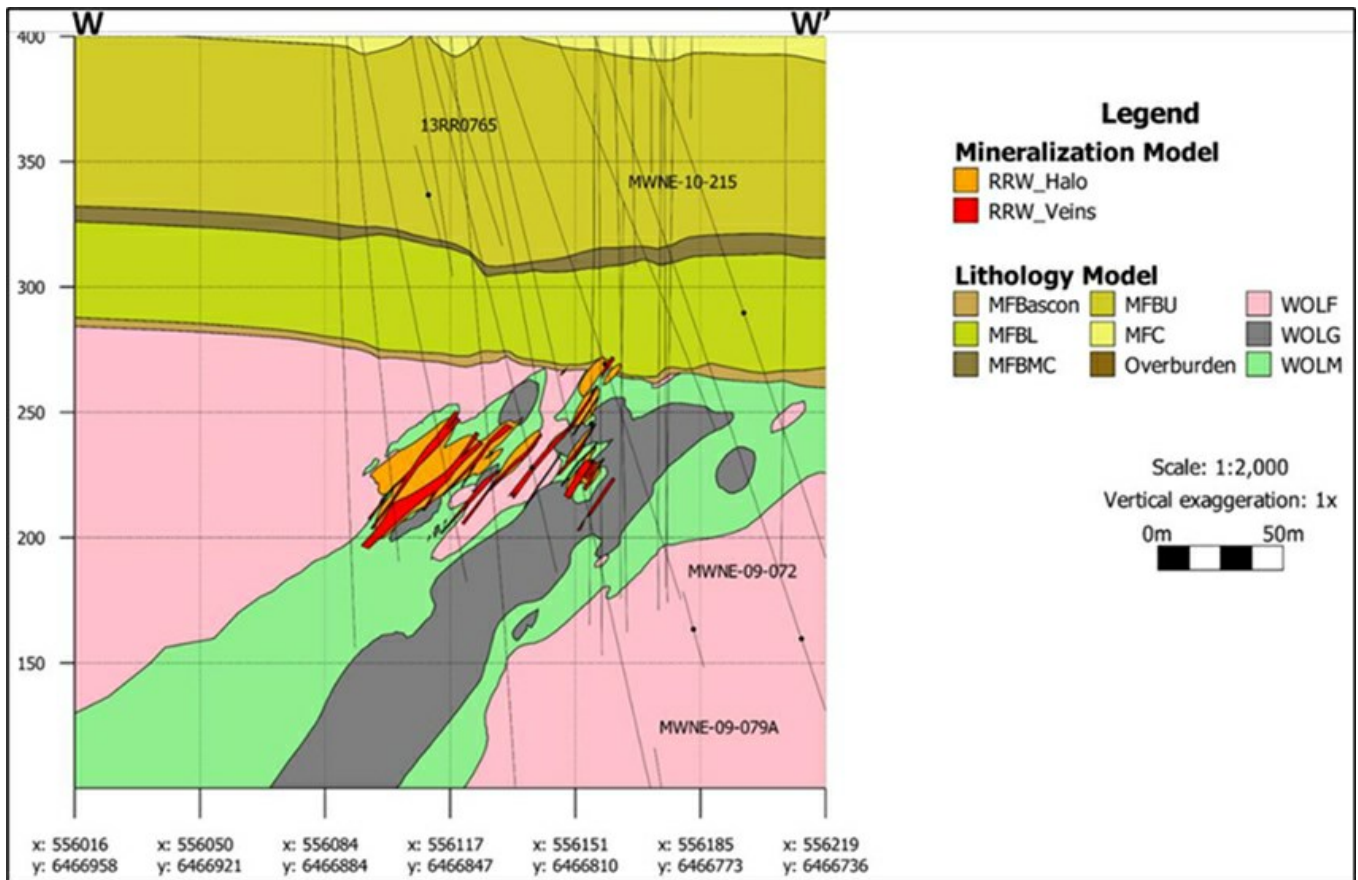 W W'
400
13RR0765
350
MWNE-10-215
300
250
200
MWNE-09-072
150
MWNE-09-079A
x: 556016 x: 556050 x: 556084 x: 556117 x: 556151 x: 556185 x: 556219
y: 6466958 y: 6466921 y: 6466884 y: 6466847 y: 6466810 y: 6466773 y: 6466736
Legend
Mineralization Model
RRW_Halo
RRW_Veins
Lithology Model
MFBascon MFBU WOLF
MFBL MFC WOLG
MFBMC Overburden WOLM
Scale: 1:2,000
Vertical exaggeration: 1x
0m 50m